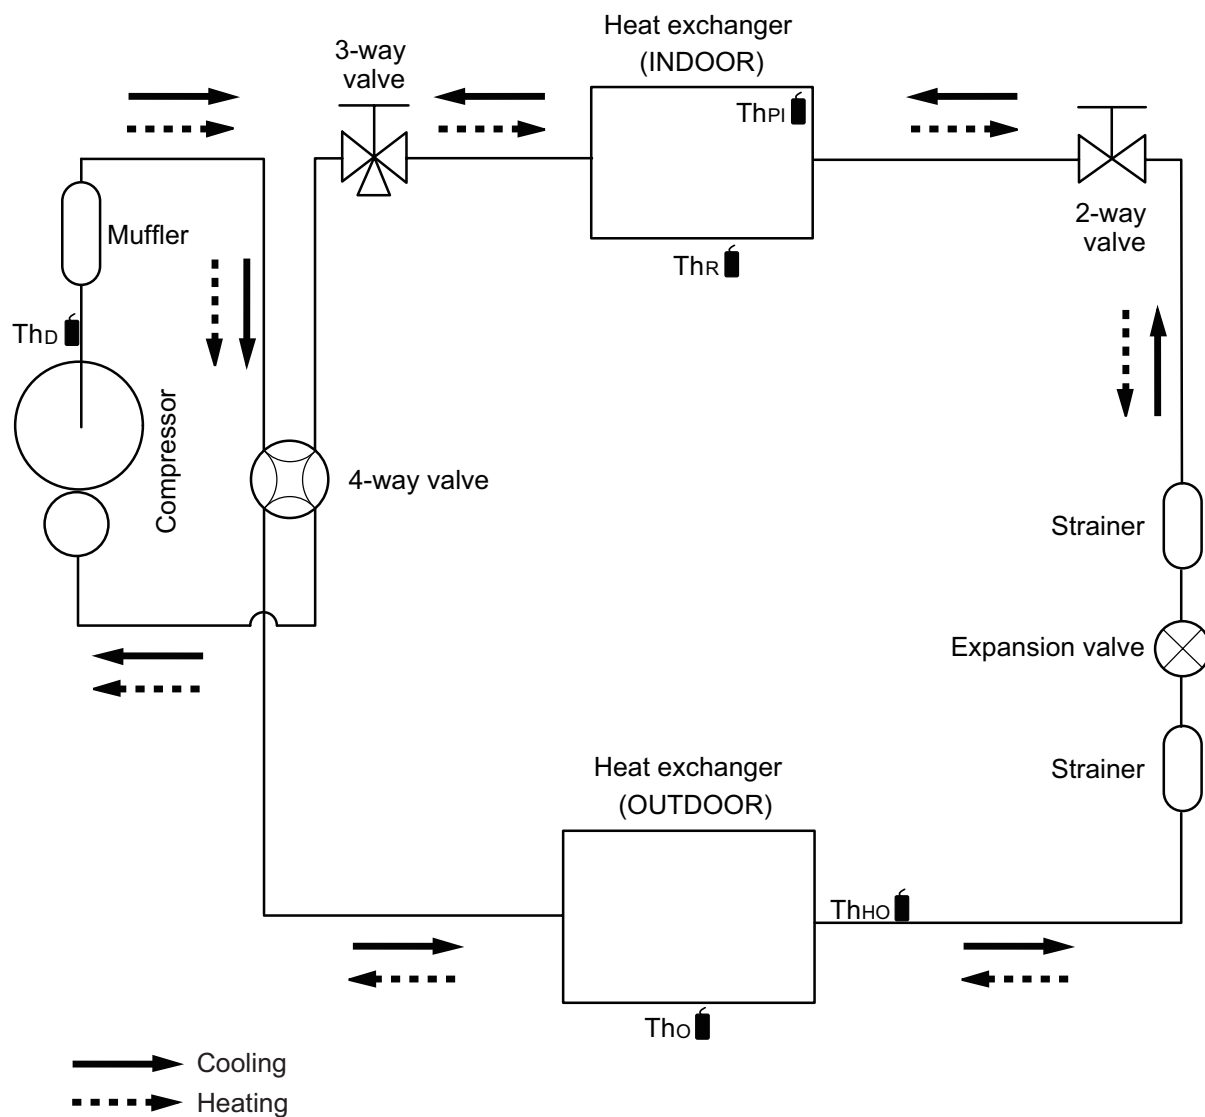 Heat exchanger
(INDOOR)
3-way
valve
ThPI
2-way
valve
Muffler
ThR
ThD
Compressor
4-way valve
Strainer
Expansion valve
Strainer
Heat exchanger
(OUTDOOR)
ThHO
ThO
Cooling
Heating